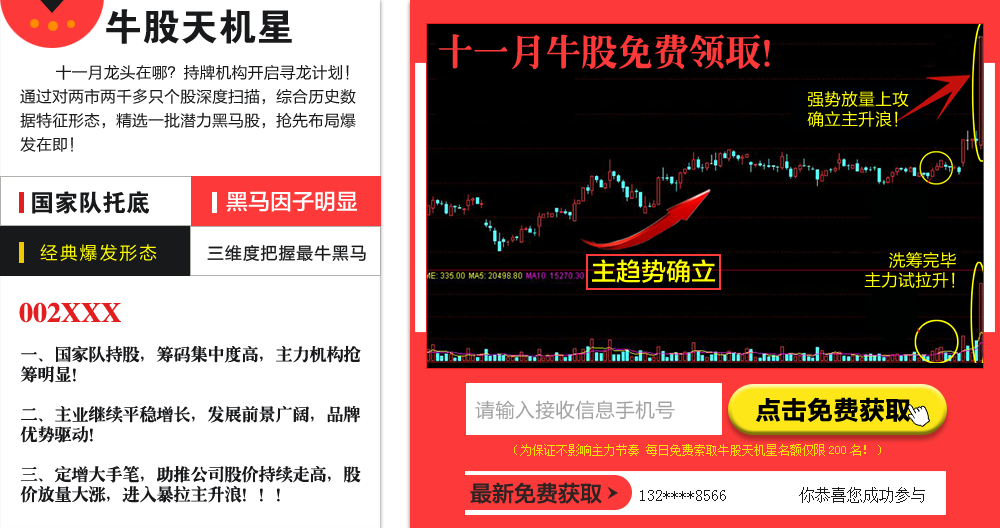 牛股天机星
十一月龙头在哪？持牌机构开启寻龙计划！
通过对两市两千多只个股深度扫描，综合历史数
据特征形态，精选一批潜力黑马股，抢先布局爆
发在即！
国家队托底
黑马因子明显
经典爆发形态
三维度把握最牛黑马
002XXX
一、国家队持股，筹码集中度高，主力机构抢
筹明显！
二、主业继续平稳增长，发展前景广阔，品牌
优势驱动！
三、定增大手笔，助推公司股价持续走高，股
价放量大涨，进入暴拉主升浪！！！
十一月牛股免费领取！
强势放量上攻
确立主升浪！
主趋势确立
洗筹完毕
主力试拉升！
ME: 335.00 MA5: 20498.80 MA10: 15270.30
请输入接收信息手机号
点击免费获取
（为保证不影响主力节奏 每日免费索取牛股天机星名额仅限 200 名！）
最新免费获取
132****8566
你恭喜您成功参与